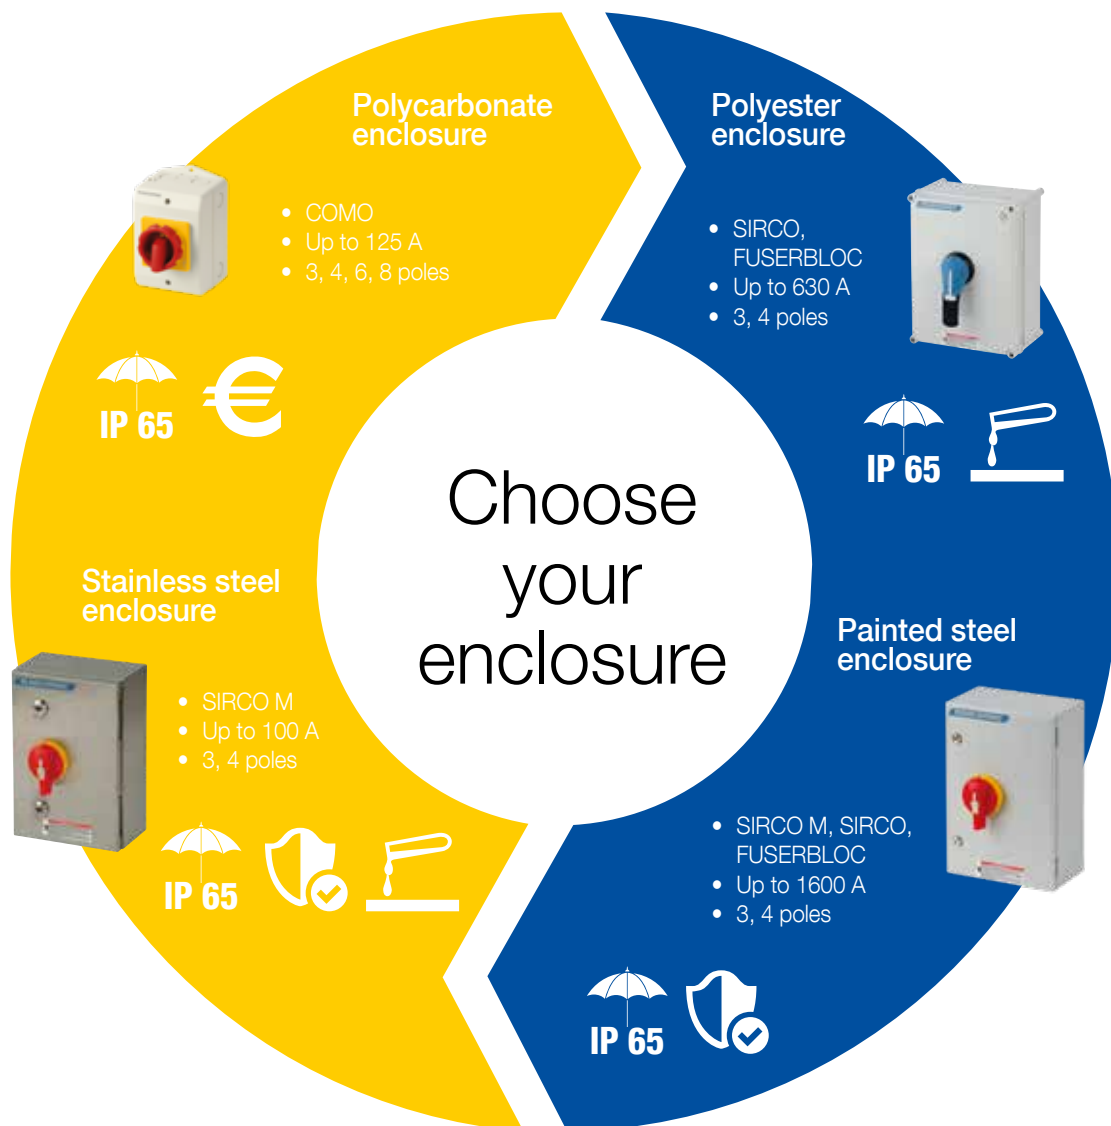 Polycarbonate
enclosure
• COMO
• Up to 125 A
• 3, 4, 6, 8 poles
IP 65
Polyester
enclosure
• SIRCO,
FUSERBLOC
• Up to 630 A
• 3, 4 poles
IP 65
Choose
your
enclosure
Stainless steel
enclosure
• SIRCO M
• Up to 100 A
• 3, 4 poles
IP 65
Painted steel
enclosure
• SIRCO M, SIRCO,
FUSERBLOC
• Up to 1600 A
• 3, 4 poles
IP 65